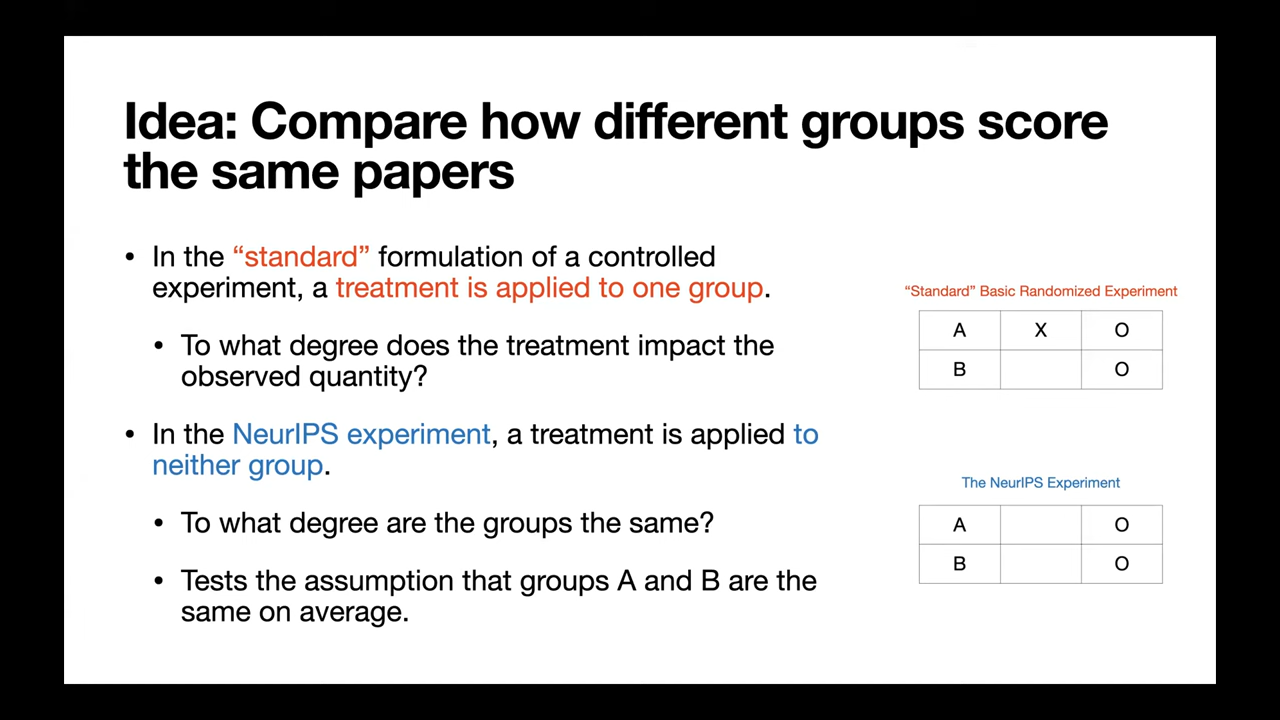 Idea: Compare how different groups score
the same papers
• In the “standard” formulation of a controlled
experiment, a treatment is applied to one group.
• To what degree does the treatment impact the
observed quantity?
• In the NeurIPS experiment, a treatment is applied to
neither group.
• To what degree are the groups the same?
• Tests the assumption that groups A and B are the
same on average.
“Standard” Basic Randomized Experiment
A X O
B O
The NeurIPS Experiment
A O
B O